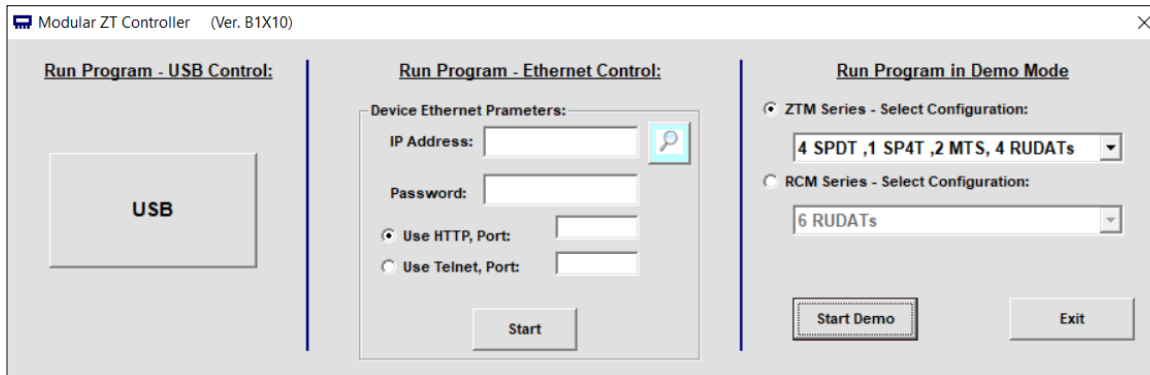 Modular ZT Controller (Ver. B1X10)
Run Program - USB Control:
USB
Run Program - Ethernet Control:
Device Ethernet Prameters:
IP Address:
Password:
Use HTTP, Port:
Use Telnet, Port:
Start
Run Program in Demo Mode
ZTM Series - Select Configuration:
4 SPDT ,1 SP4T ,2 MTS, 4 RUDATs
RCM Series - Select Configuration:
6 RUDATs
Start Demo
Exit